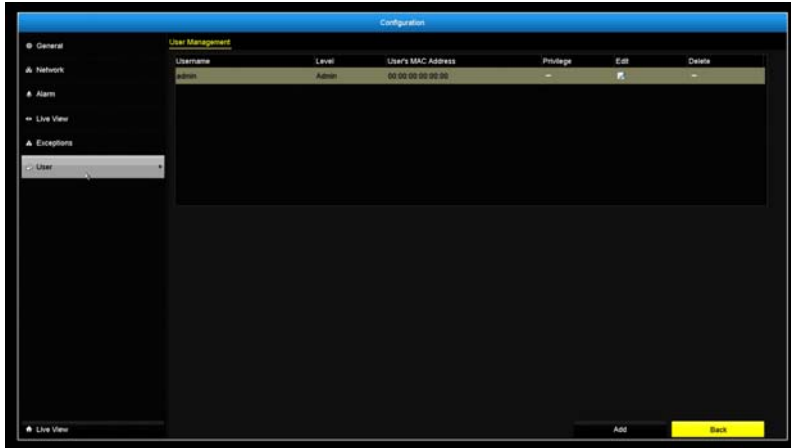 Configuration
General
Network
Alarm
Live View
Exceptions
User
User Management
Username Level User's MAC Address Privilege Edit Delete
admin Admin 00:00:00:00:00:00 – –
Live View
Add Back